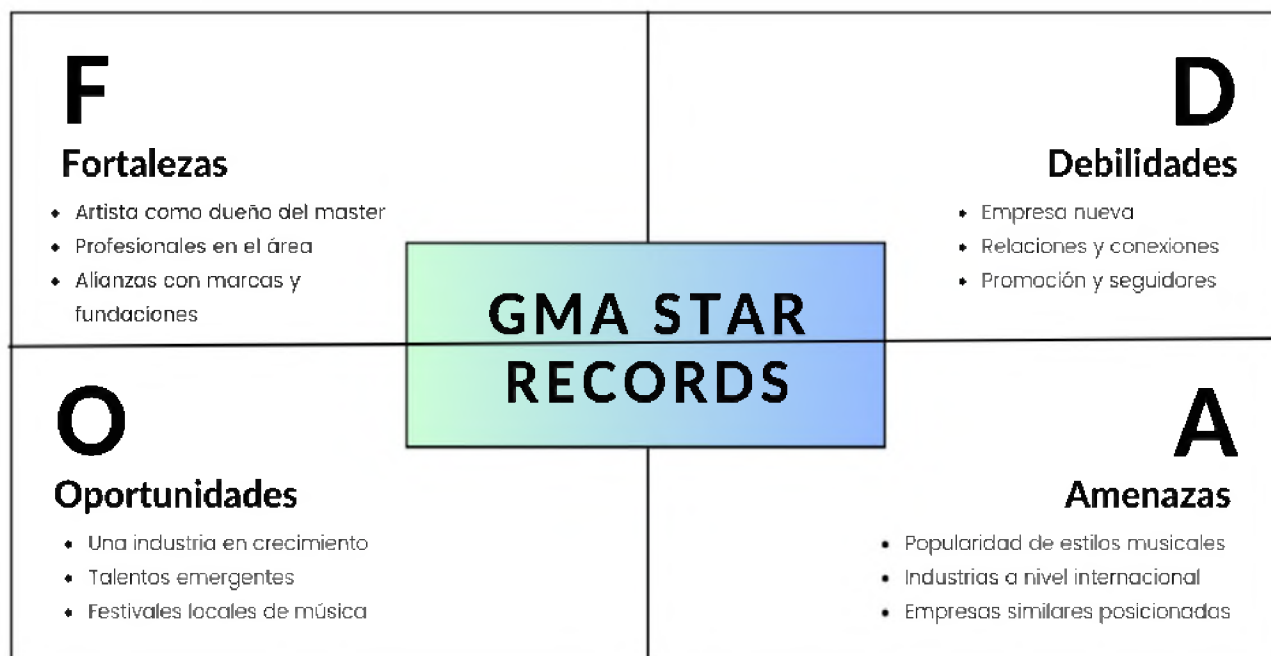 F
Fortalezas
• Artista como dueño del master
• Profesionales en el área
• Alianzas con marcas y
fundaciones
D
Debilidades
• Empresa nueva
• Relaciones y conexiones
• Promoción y seguidores
GMA STAR
RECORDS
O
Oportunidades
• Una industria en crecimiento
• Talentos emergentes
• Festivales locales de música
A
Amenazas
• Popularidad de estilos musicales
• Industrias a nivel internacional
• Empresas similares posicionadas